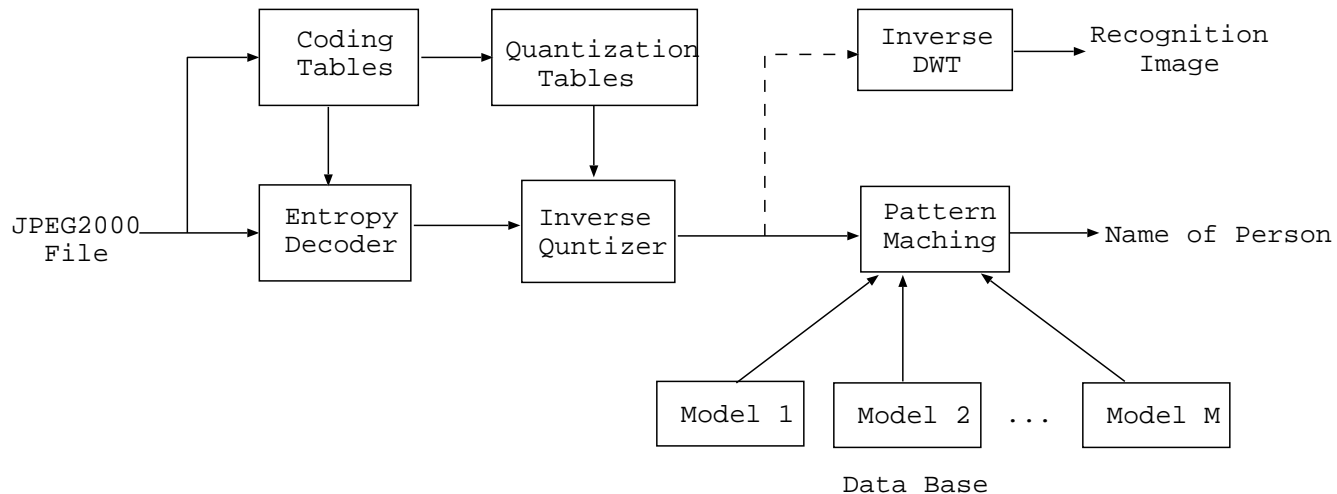 Coding
Tables
Quantization
Tables
Inverse
DWT
Recognition
Image
JPEG2000
File
Entropy
Decoder
Inverse
Quntizer
Pattern
Maching
Name of Person
Model 1
Model 2
...
Model M
Data Base